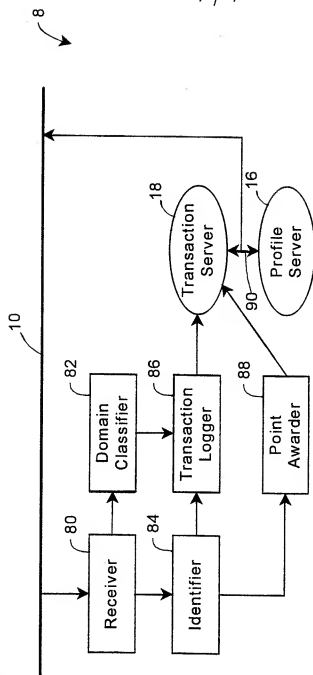 8
10
80
Receiver
82
Domain
Classifier
84
Identifier
86
Transaction
Logger
88
Point
Awarder
18
Transaction
Server
90
16
Profile
Server